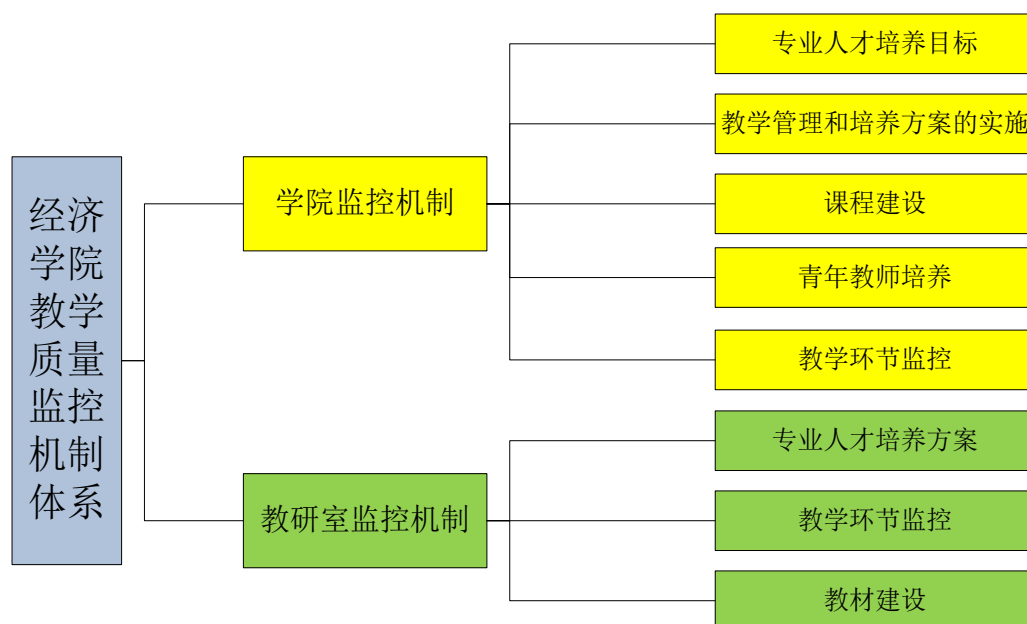 经济
学院
教学
质量
监控
机制
体系
学院监控机制
专业人才培养目标
教学管理和培养方案的实施
课程建设
青年教师培养
教学环节监控
教研室监控机制
专业人才培养方案
教学环节监控
教材建设